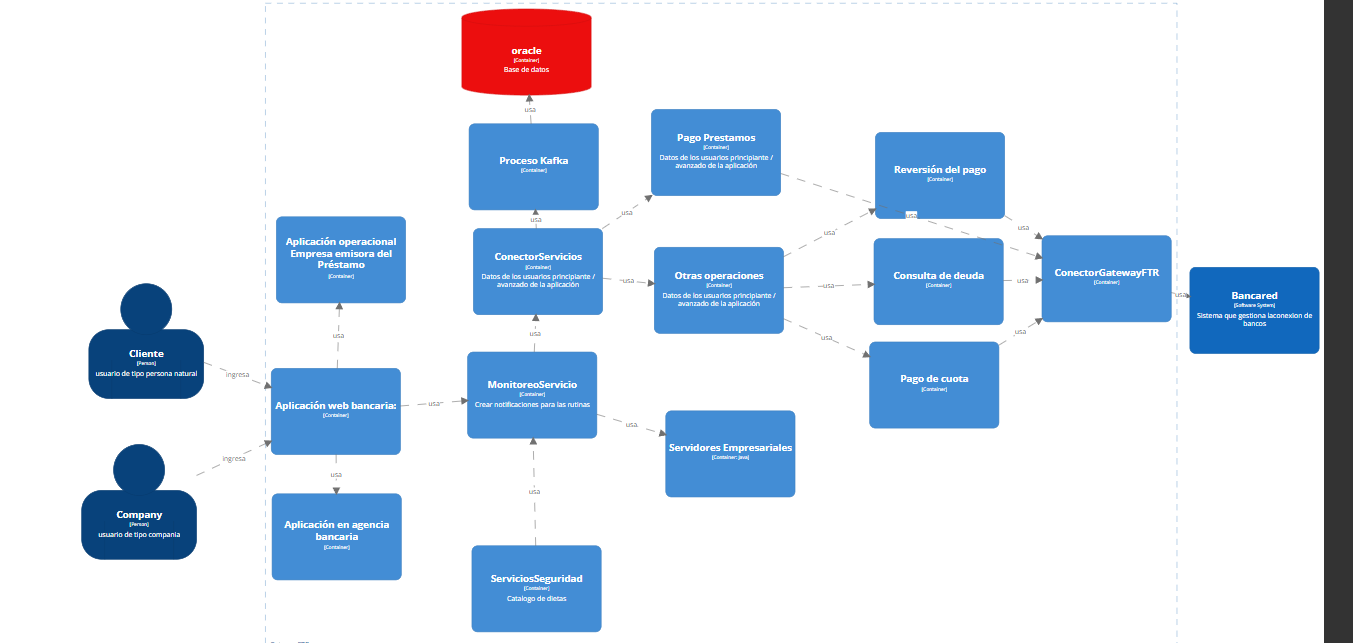 oracle
[Container]
Base de datos
usa
Proceso Kafka
[Container]
usa
Pago Prestamos
[Container]
Datos de los usuarios principiante /
avanzado de la aplicación
usa
Reversión del pago
[Container]
usa
usa
Aplicación operacional
Empresa emisora del
Préstamo
[Container]
usa
ConectorServicios
[Container]
Datos de los usuarios principiante /
avanzado de la aplicación
usa
Otras operaciones
[Container]
Datos de los usuarios principiante /
avanzado de la aplicación
usa
usa
usa
Consulta de deuda
[Container]
usa
ConectorGatewayFTR
[Container]
usa
Bancared
[Software System]
Sistema que gestiona laconexion de
bancos
Cliente
[Person]
usuario de tipo persona natural
ingresa
usa
Aplicación web bancaria:
[Container]
usa
MonitoreoServicio
[Container]
Crear notificaciones para las rutinas
usa
Pago de cuota
[Container]
usa
Servidores Empresariales
[Container: java]
Company
[Person]
usuario de tipo compania
ingresa
usa
Aplicación en agencia
bancaria
[Container]
usa
ServiciosSeguridad
[Container]
Catalogo de dietas